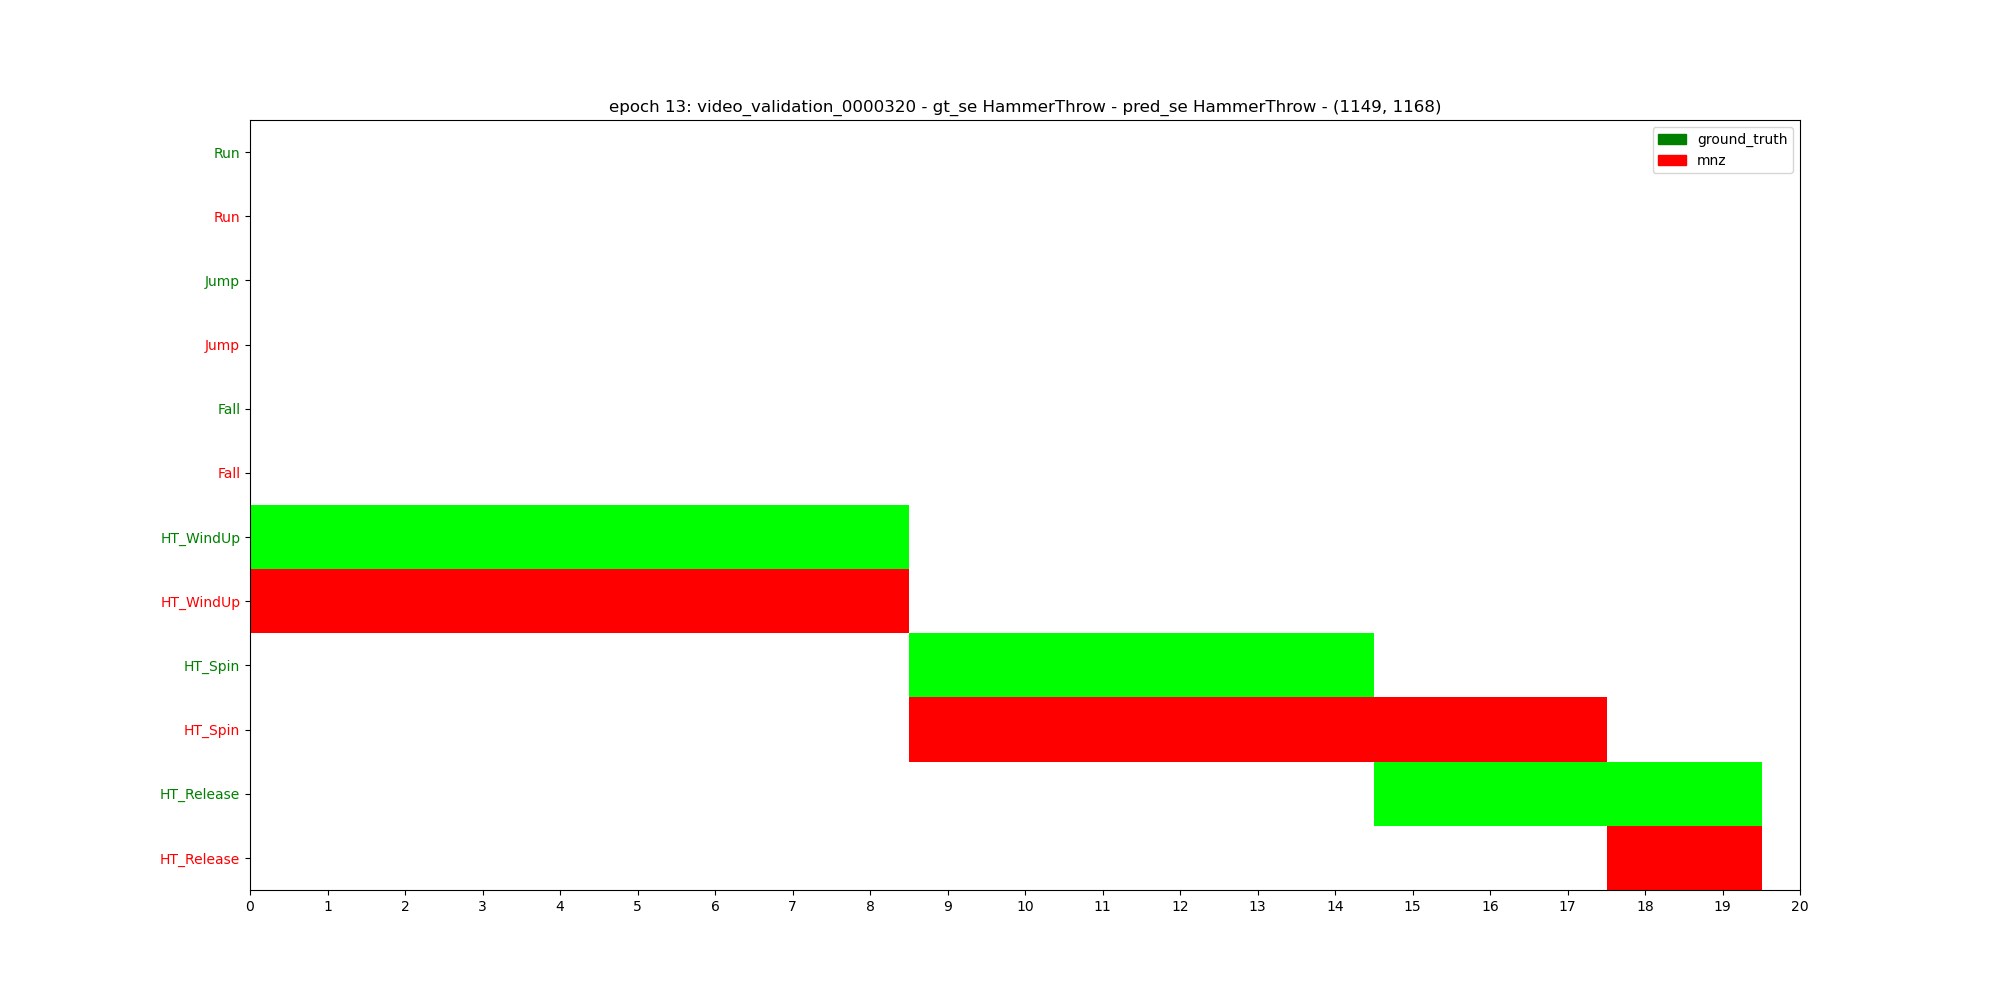 epoch 13: video_validation_0000320 - gt_se HammerThrow - pred_se HammerThrow - (1149, 1168)
ground_truth
mnz
Run
Run
Jump
Jump
Fall
Fall
HT_WindUp
HT_WindUp
HT_Spin
HT_Spin
HT_Release
HT_Release
0 1 2 3 4 5 6 7 8 9 10 11 12 13 14 15 16 17 18 19 20